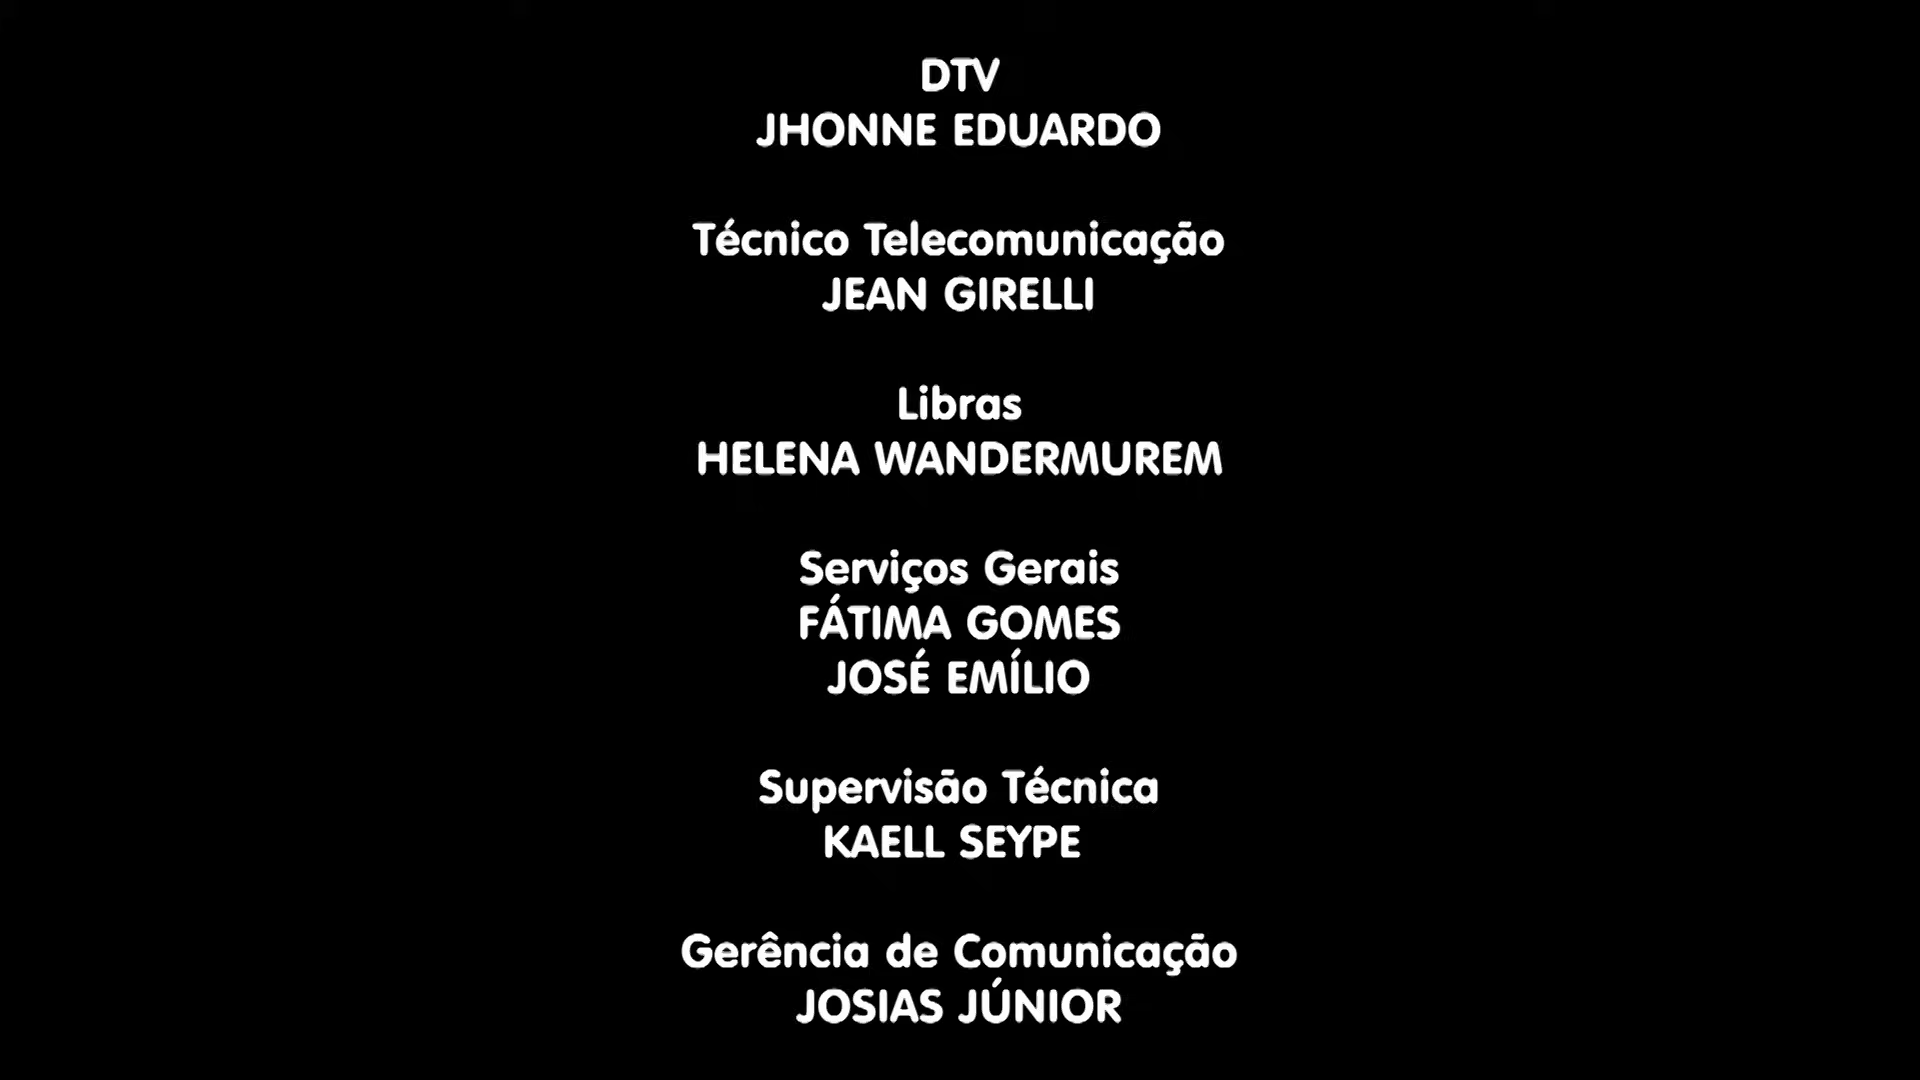 DTV
JHONNE EDUARDO
Técnico Telecomunicação
JEAN GIRELLI
Libras
HELENA WANDERMUREM
Serviços Gerais
FÁTIMA GOMES
JOSÉ EMÍLIO
Supervisão Técnica
KAELL SEYPE
Gerência de Comunicação
JOSIAS JÚNIOR